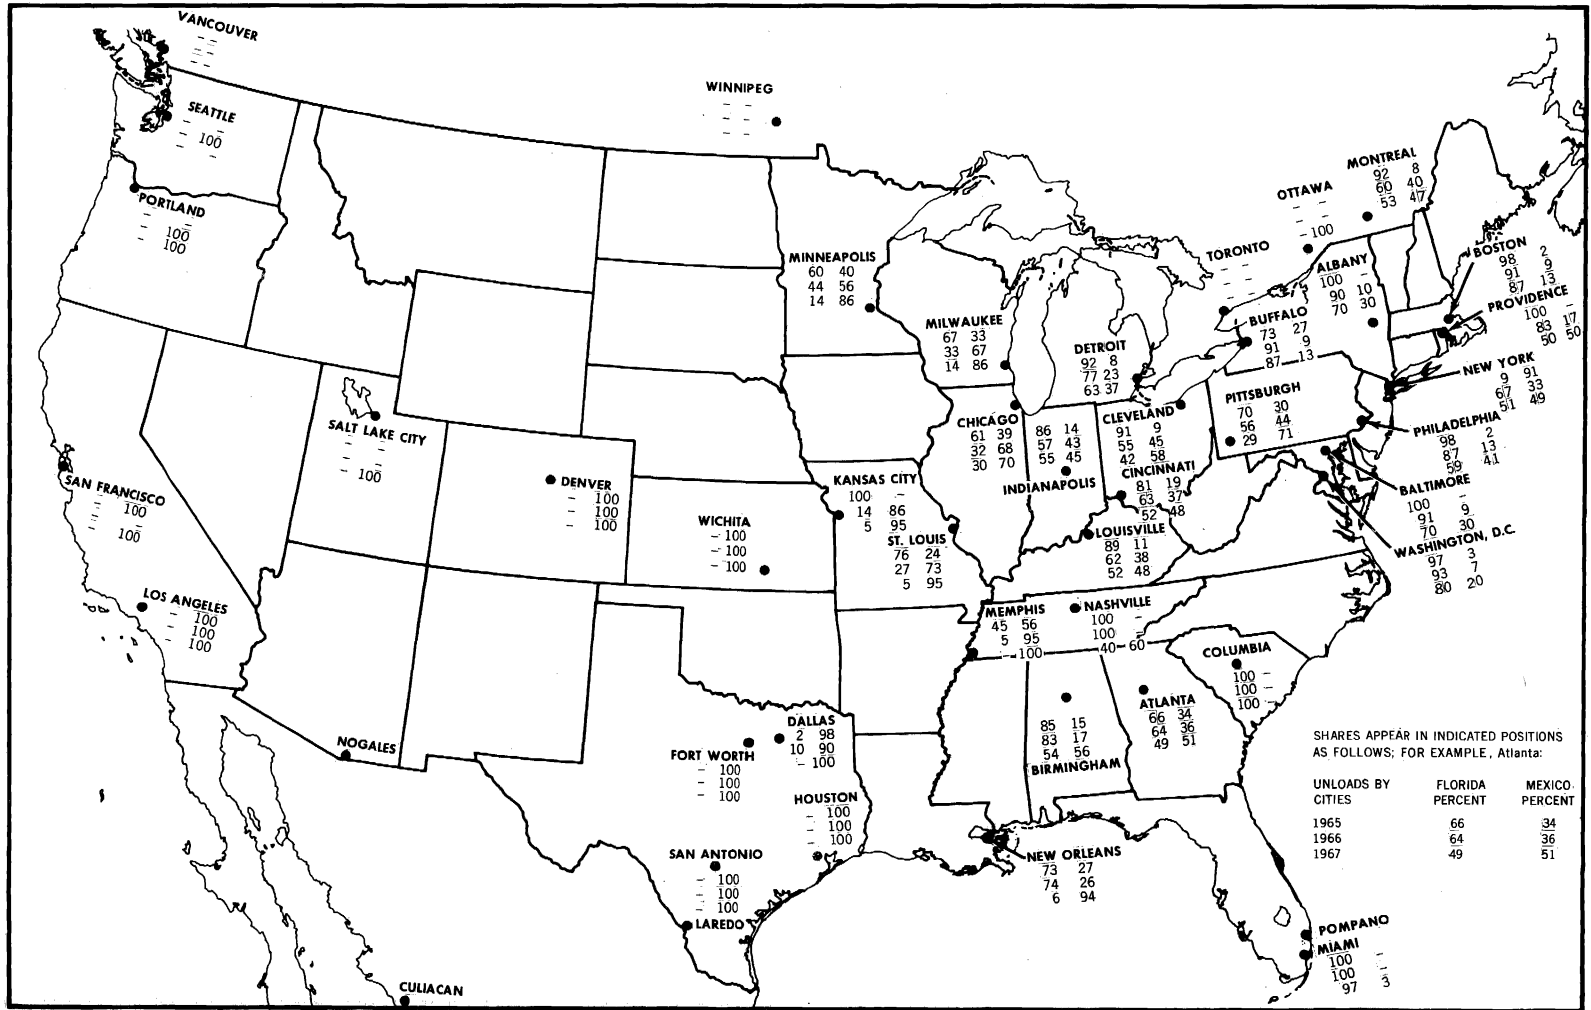 VANCOUVER
- -
- -
- -
SEATTLE
- -
- 100
- -
PORTLAND
- -
- 100
- 100
WINNIPEG
- -
- -
- -
MINNEAPOLIS
60 40
44 56
14 86
MILWAUKEE
67 33
33 67
14 86
DETROIT
92 8
77 23
63 37
TORONTO
- -
- -
- -
OTTAWA
- -
- -
- 100
MONTREAL
92 8
60 40
53 47
ALBANY
100 -
90 10
70 30
BUFFALO
73 27
91 9
87 13
BOSTON
98 2
91 9
87 13
PROVIDENCE
100 -
83 17
50 50
NEW YORK
9 91
67 33
51 49
PHILADELPHIA
98 2
87 13
59 41
BALTIMORE
100 -
91 9
70 30
WASHINGTON, D.C.
97 3
93 7
80 20
PITTSBURGH
70 30
56 44
29 71
CLEVELAND
91 9
55 45
42 58
CINCINNATI
81 19
63 37
52 48
CHICAGO
61 39
32 68
30 70
86 14
57 43
55 45
INDIANAPOLIS
LOUISVILLE
89 11
62 38
52 48
KANSAS CITY
100 -
14 86
5 95
ST. LOUIS
76 24
27 73
5 95
SALT LAKE CITY
- -
- -
- 100
DENVER
- 100
- 100
- 100
WICHITA
- 100
- 100
- 100
SAN FRANCISCO
- 100
- -
- 100
LOS ANGELES
- 100
- 100
- 100
MEMPHIS
45 56
5 95
- 100
NASHVILLE
100 -
100 -
40 60
COLUMBIA
100 -
100 -
100 -
ATLANTA
66 34
64 36
49 51
85 15
83 17
54 56
BIRMINGHAM
NOGALES
DALLAS
2 98
10 90
- 100
FORT WORTH
- 100
- 100
- 100
HOUSTON
- 100
- 100
- 100
SAN ANTONIO
- 100
- 100
- 100
LAREDO
NEW ORLEANS
73 27
74 26
6 94
CULIACAN
POMPANO
MIAMI
100 -
100 -
97 3
SHARES APPEAR IN INDICATED POSITIONS
AS FOLLOWS; FOR EXAMPLE, Atlanta:
UNLOADS BY CITIES FLORIDA PERCENT MEXICO PERCENT
1965 66 34
1966 64 36
1967 49 51